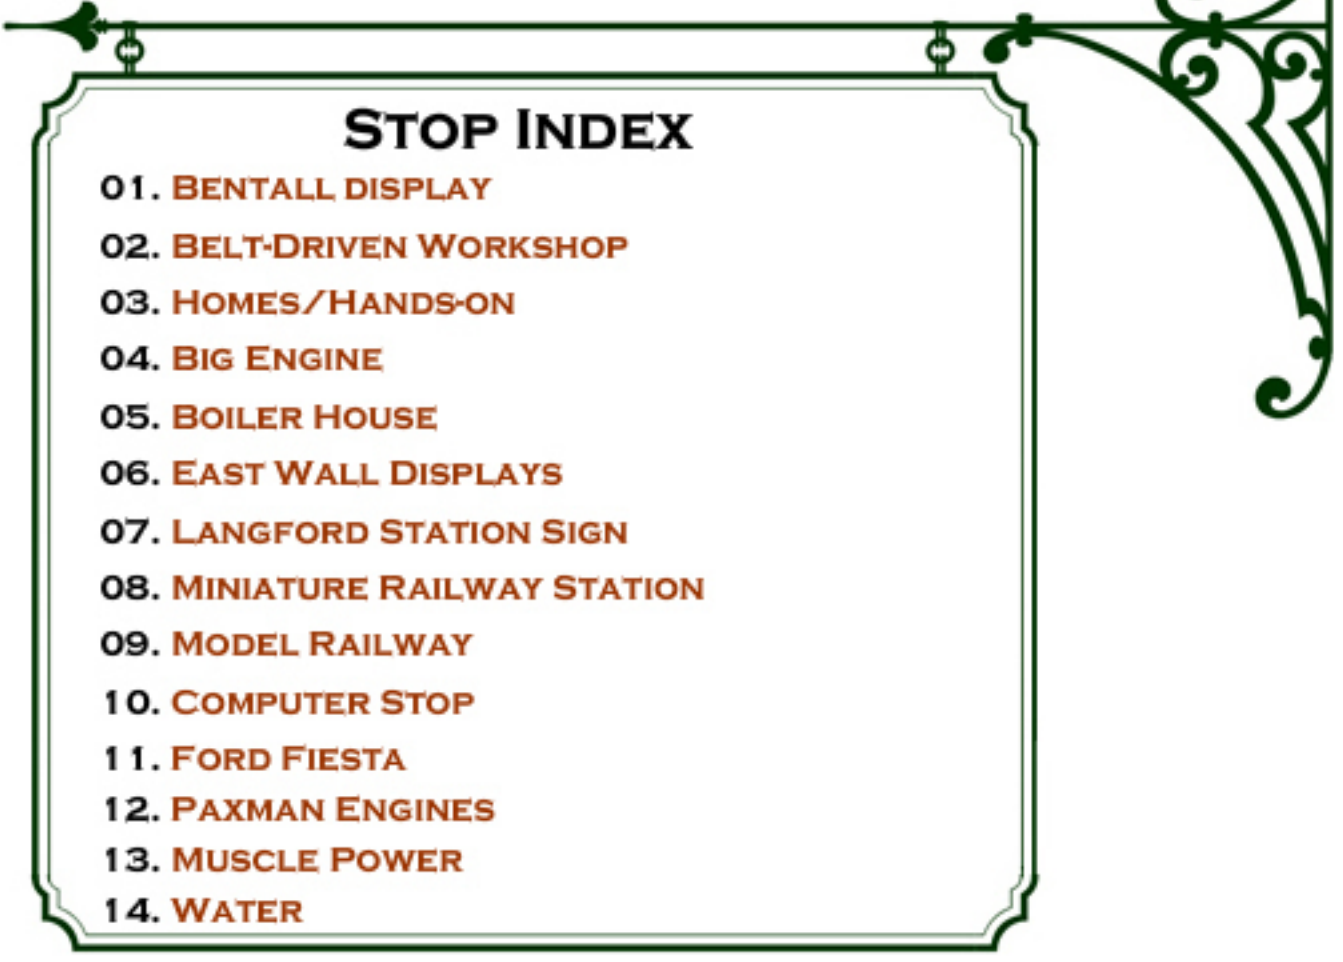 Stop Index
01. Bentall display
02. Belt-Driven Workshop
03. Homes/Hands-on
04. Big Engine
05. Boiler House
06. East Wall Displays
07. Langford Station Sign
08. Miniature Railway Station
09. Model Railway
10. Computer Stop
11. Ford Fiesta
12. Paxman Engines
13. Muscle Power
14. Water